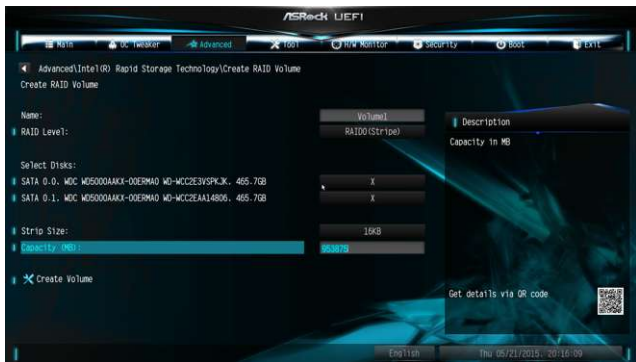 ASRock UEFI
Main OC Tweaker Advanced Tool H/W Monitor Security Boot Exit
Advanced\Intel(R) Rapid Storage Technology\Create RAID Volume
Create RAID Volume
Name: Volume1
RAID Level: RAID0(Stripe)
Select Disks:
SATA 0.0. WDC WD5000AAKX-00ERMA0 WD-WCC2E3VSPKJK. 465.7GB X
SATA 0.1. WDC WD5000AAKX-00ERMA0 WD-WCC2EAA14806. 465.7GB X
Strip Size: 16KB
Capacity (MB): 953875
Create Volume
Description
Capacity in MB
Get details via QR code
English Thu 05/21/2015. 20:16:09